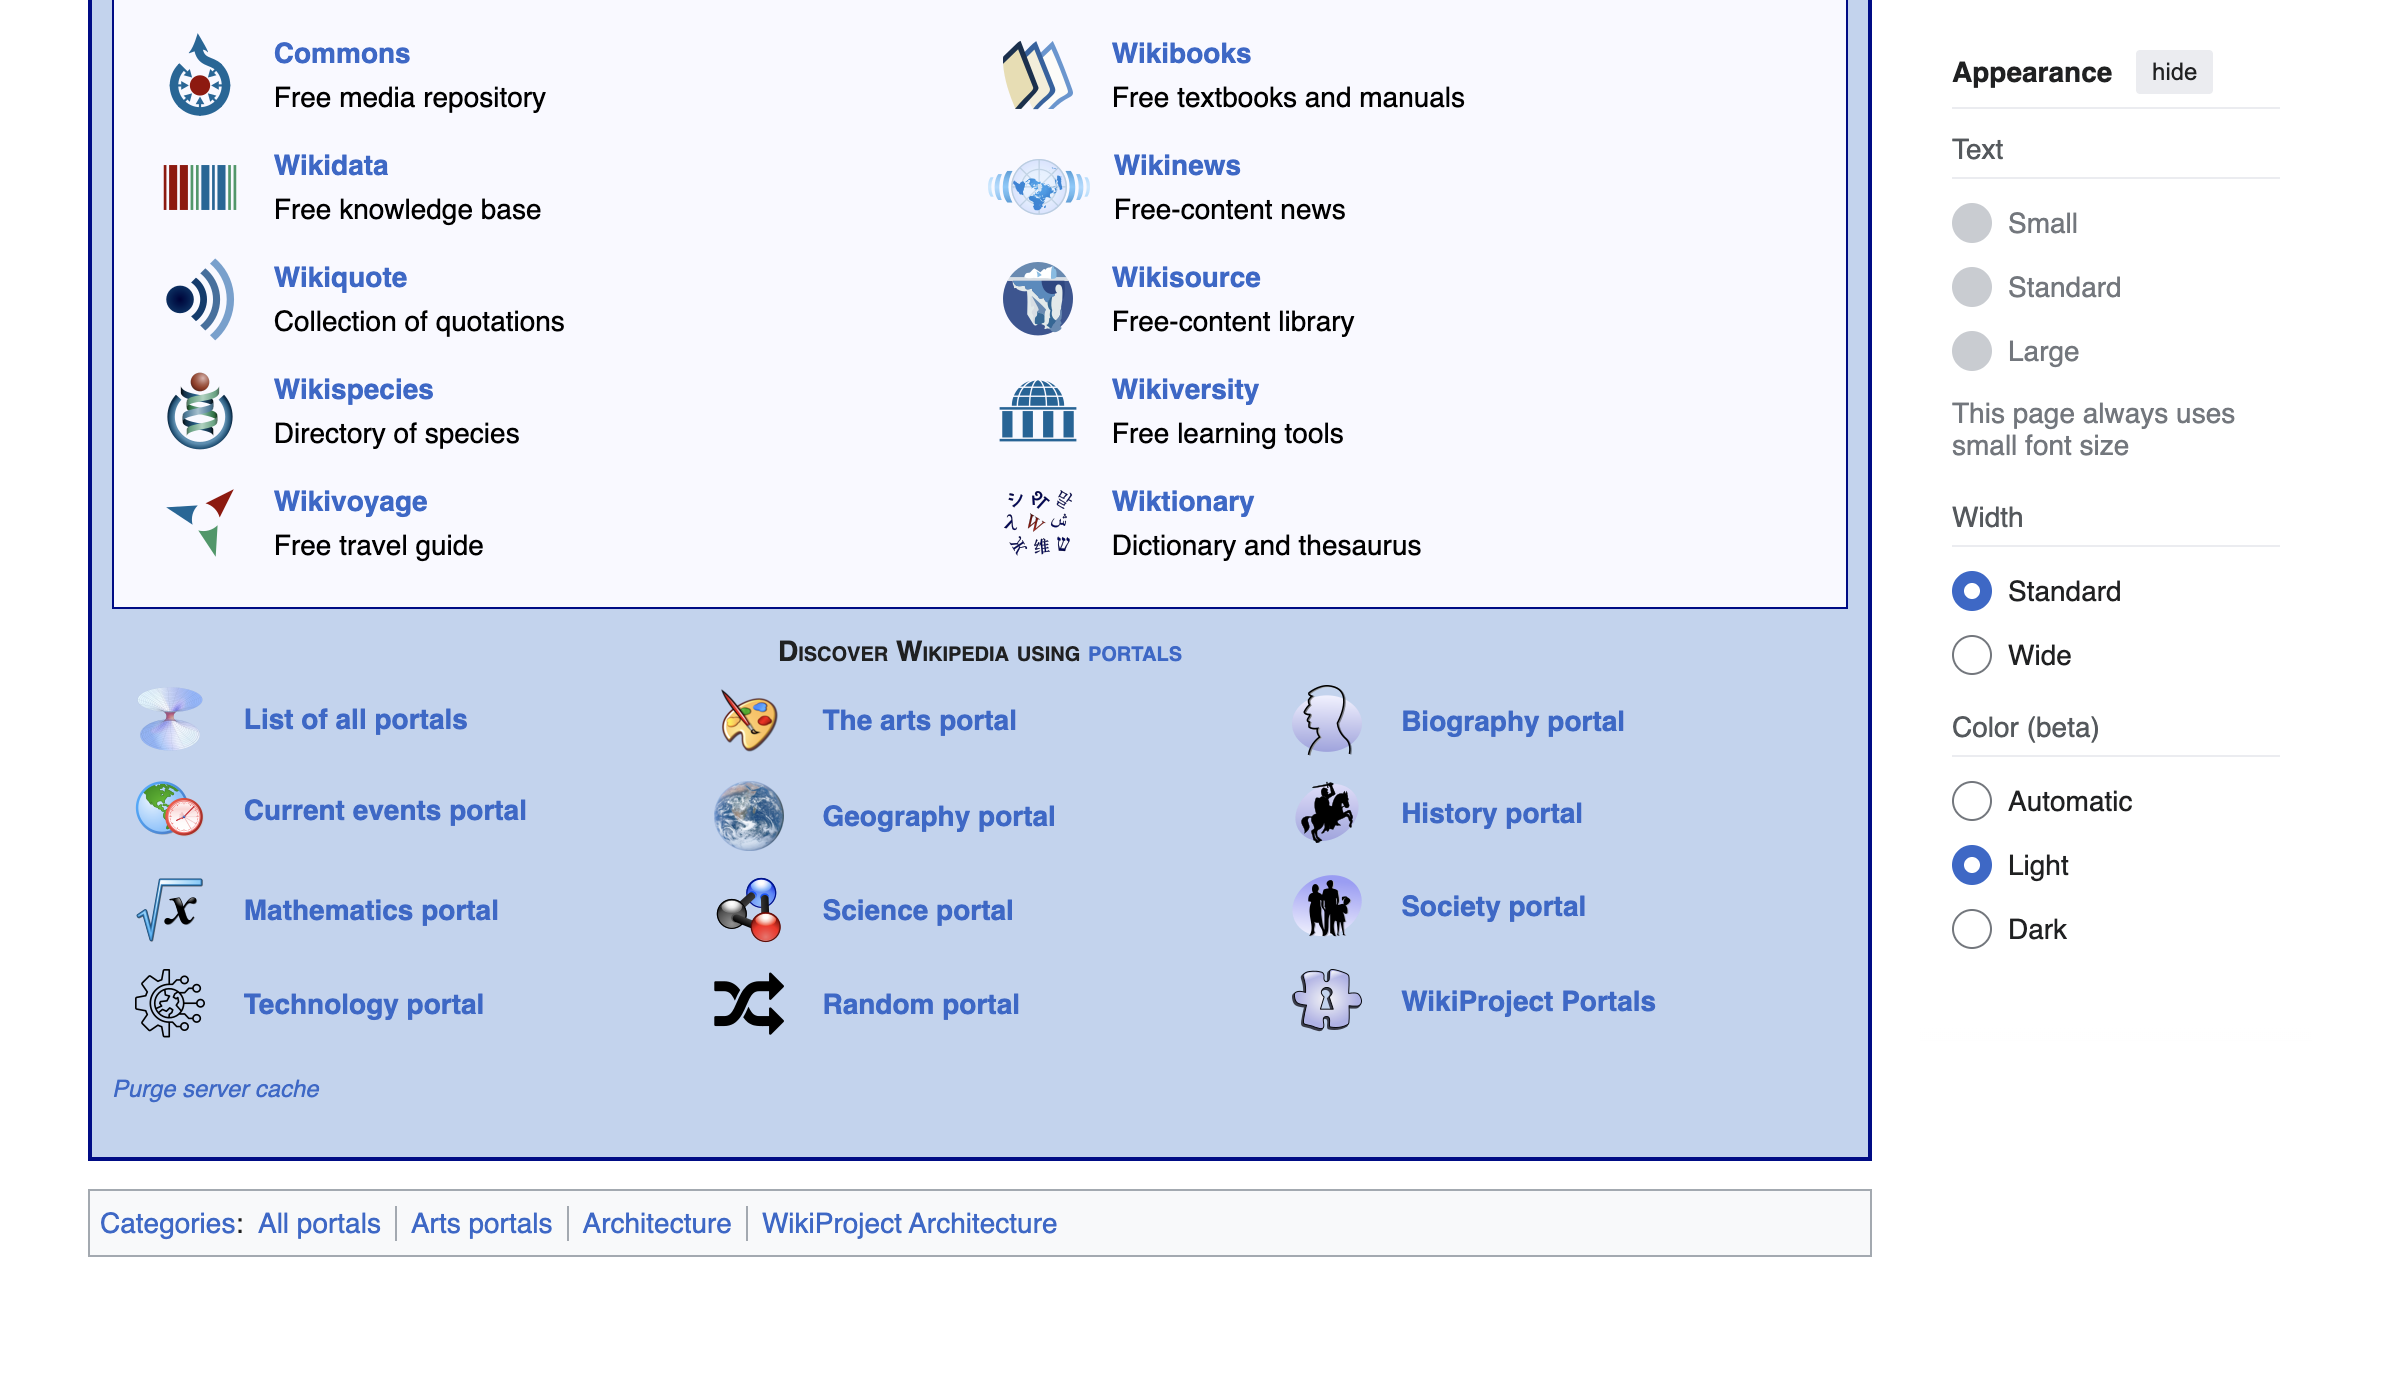 Commons
Free media repository
Wikibooks
Free textbooks and manuals
Wikidata
Free knowledge base
Wikinews
Free-content news
Wikiquote
Collection of quotations
Wikisource
Free-content library
Wikispecies
Directory of species
Wikiversity
Free learning tools
Wikivoyage
Free travel guide
Wiktionary
Dictionary and thesaurus
Discover Wikipedia using portals
List of all portals
The arts portal
Biography portal
Current events portal
Geography portal
History portal
Mathematics portal
Science portal
Society portal
Technology portal
Random portal
WikiProject Portals
Purge server cache
Categories: All portals | Arts portals | Architecture | WikiProject Architecture
Appearance hide
Text
Small
Standard
Large
This page always uses
small font size
Width
Standard
Wide
Color (beta)
Automatic
Light
Dark